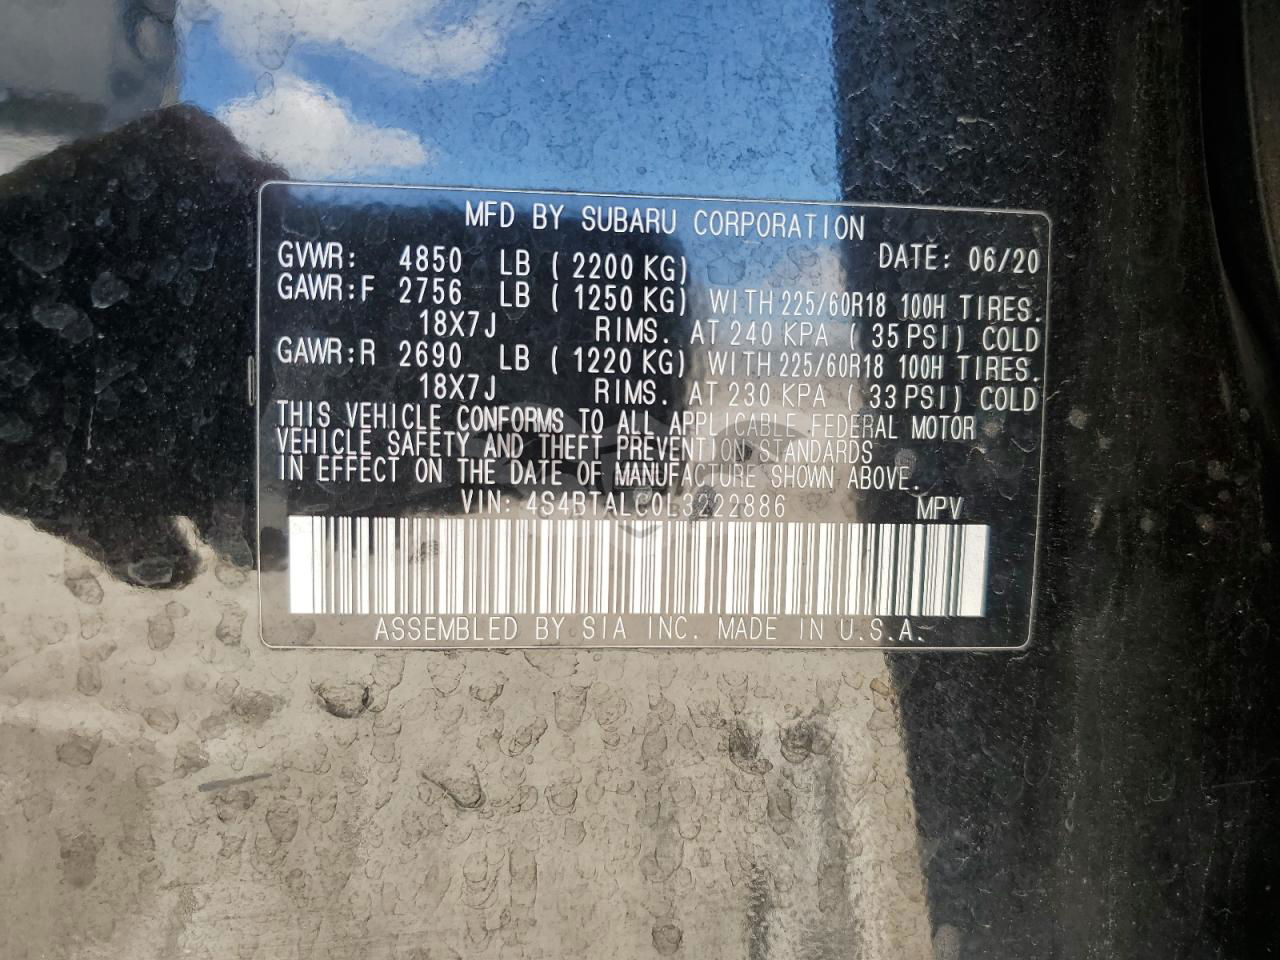 MFD BY SUBARU CORPORATION
GVWR: 4850 LB ( 2200 KG) DATE: 06/20
GAWR:F 2756 LB ( 1250 KG) WITH 225/60R18 100H TIRES.
18X7J RIMS. AT 240 KPA ( 35 PSI) COLD
GAWR:R 2690 LB ( 1220 KG) WITH 225/60R18 100H TIRES.
18X7J RIMS. AT 230 KPA ( 33 PSI) COLD
THIS VEHICLE CONFORMS TO ALL APPLICABLE FEDERAL MOTOR
VEHICLE SAFETY AND THEFT PREVENTION STANDARDS
IN EFFECT ON THE DATE OF MANUFACTURE SHOWN ABOVE.
VIN: 4S4BTALC0L3222886 MPV
ASSEMBLED BY SIA INC. MADE IN U.S.A.